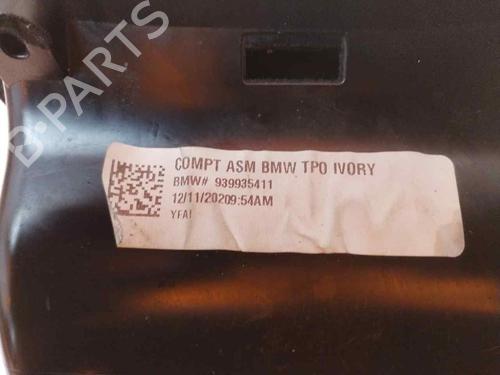 B-PARTS
COMPT ASM BMW TPO IVORY
BMW# 939935411
12/11/20209:54AM
YFAI